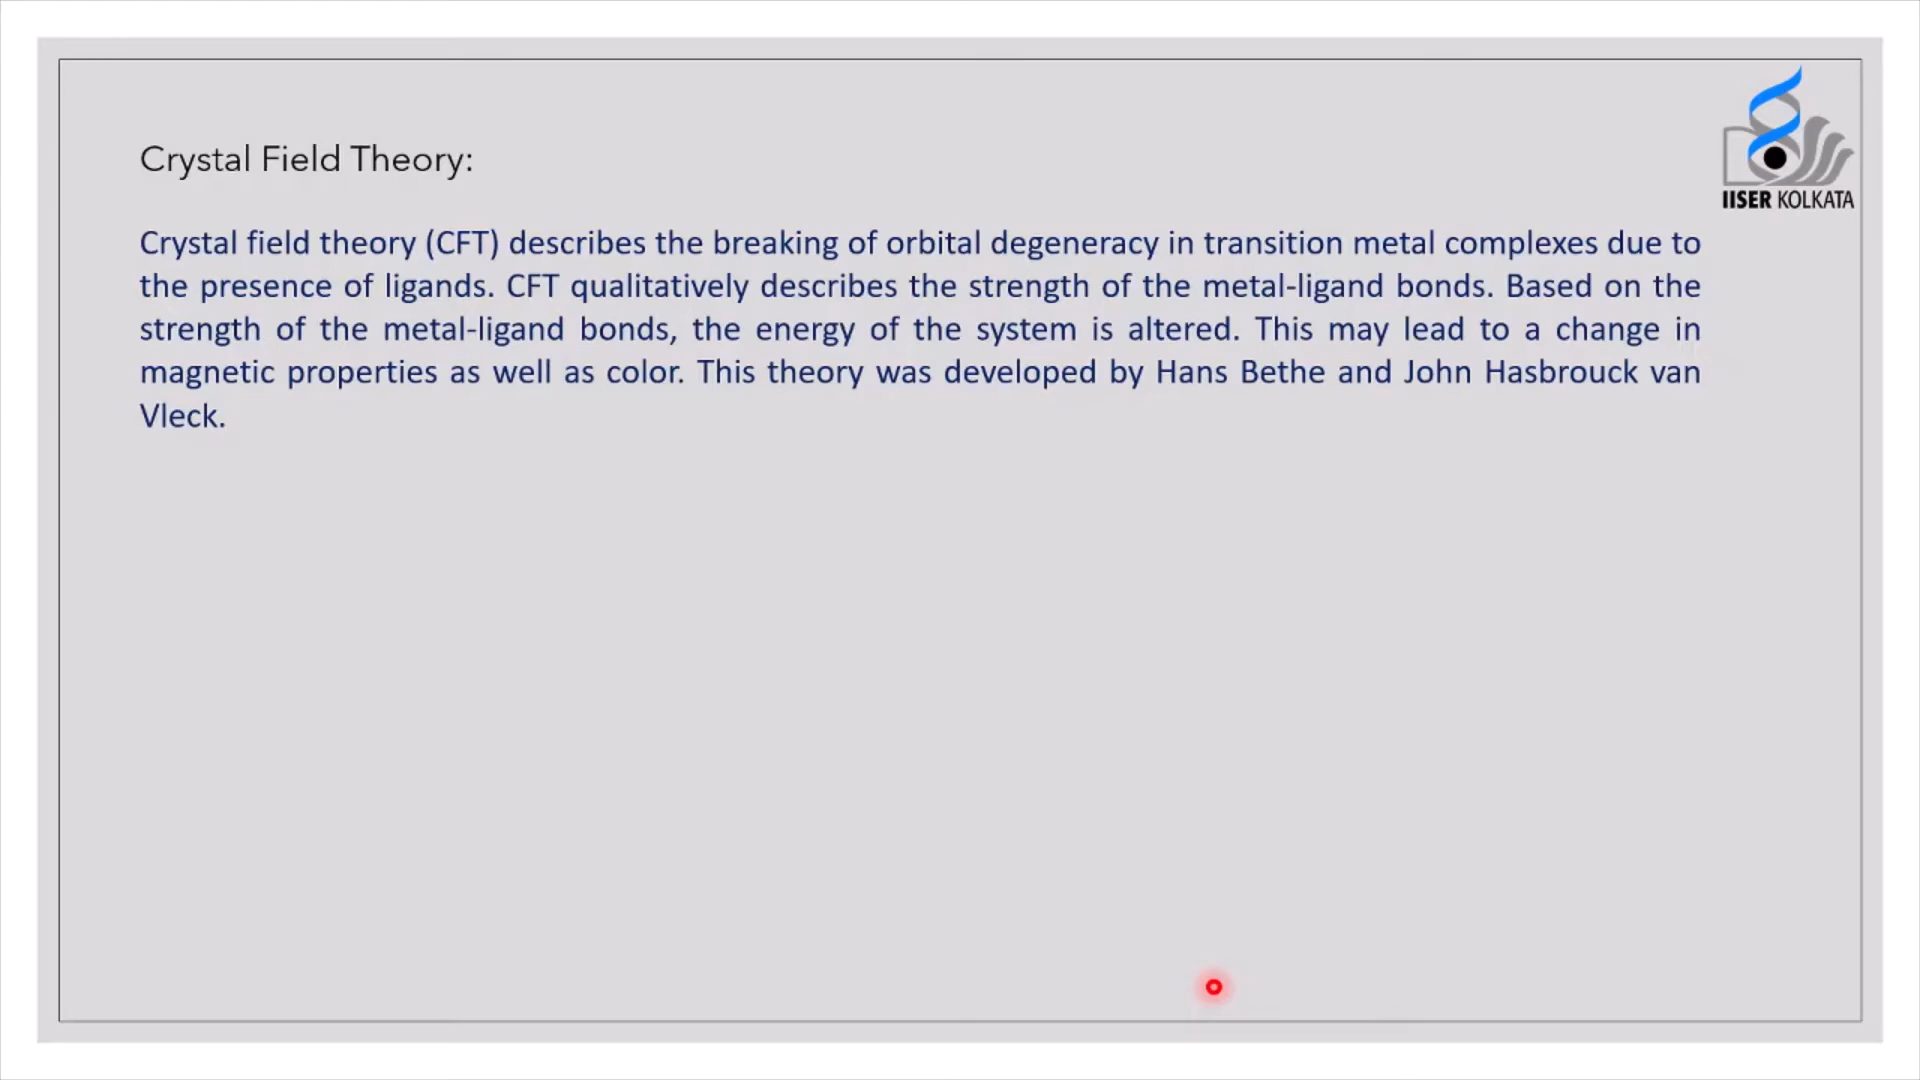 IISER KOLKATA
Crystal Field Theory:
Crystal field theory (CFT) describes the breaking of orbital degeneracy in transition metal complexes due to
the presence of ligands. CFT qualitatively describes the strength of the metal-ligand bonds. Based on the
strength of the metal-ligand bonds, the energy of the system is altered. This may lead to a change in
magnetic properties as well as color. This theory was developed by Hans Bethe and John Hasbrouck van
Vleck.